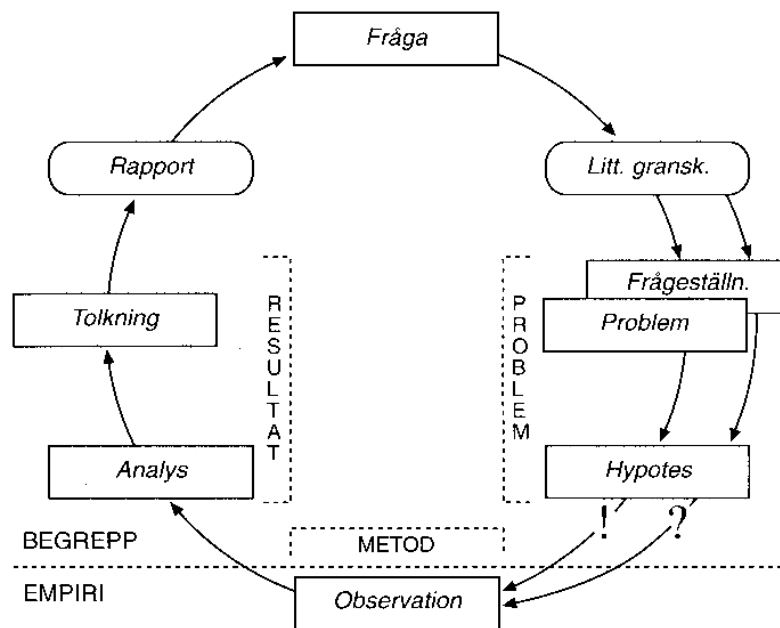 Fråga
Rapport
Litt. gransk.
Frågeställn.
Tolkning
RESULTAT
PROBLEM
Problem
Analys
Hypotes
! ?
BEGREPP
METOD
EMPIRI
Observation